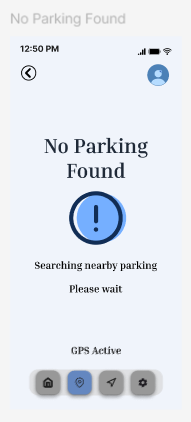 No Parking Found
12:50 PM
No Parking
Found
Searching nearby parking
Please wait
GPS Active